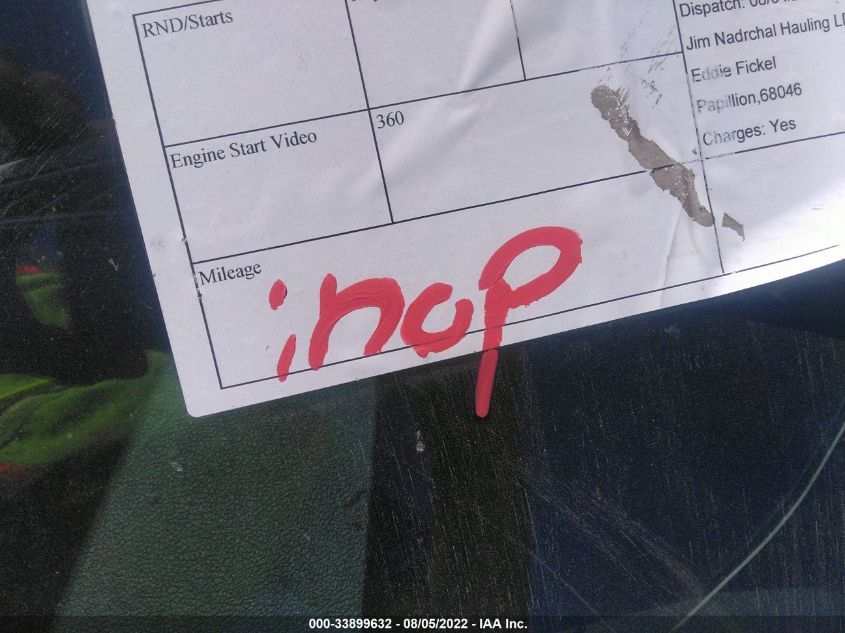 RND/Starts
Dispatch:
Jim Nadrchal Hauling
Eddie Fickel
Papillion,68046
Charges: Yes
Engine Start Video
360
Mileage
inop
000-33899632 - 08/05/2022 - IAA Inc.